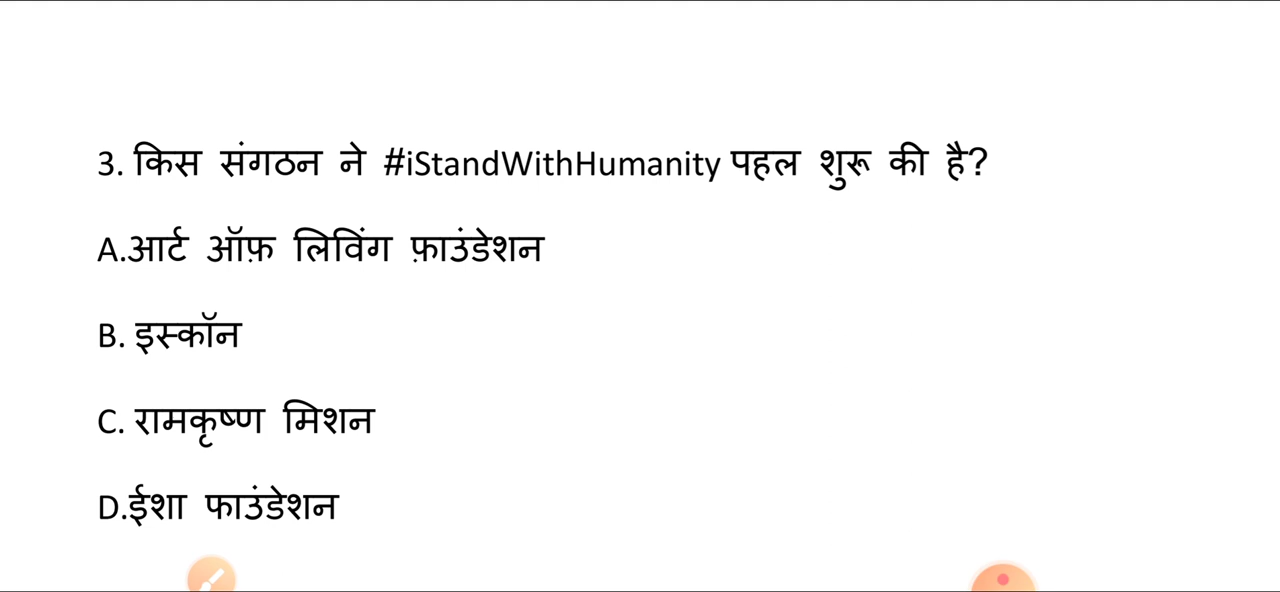 3. किस संगठन ने #iStandWithHumanity पहल शुरू की है?
A.आर्ट ऑफ़ लिविंग फ़ाउंडेशन
B. इस्कॉन
C. रामकृष्ण मिशन
D.ईशा फाउंडेशन